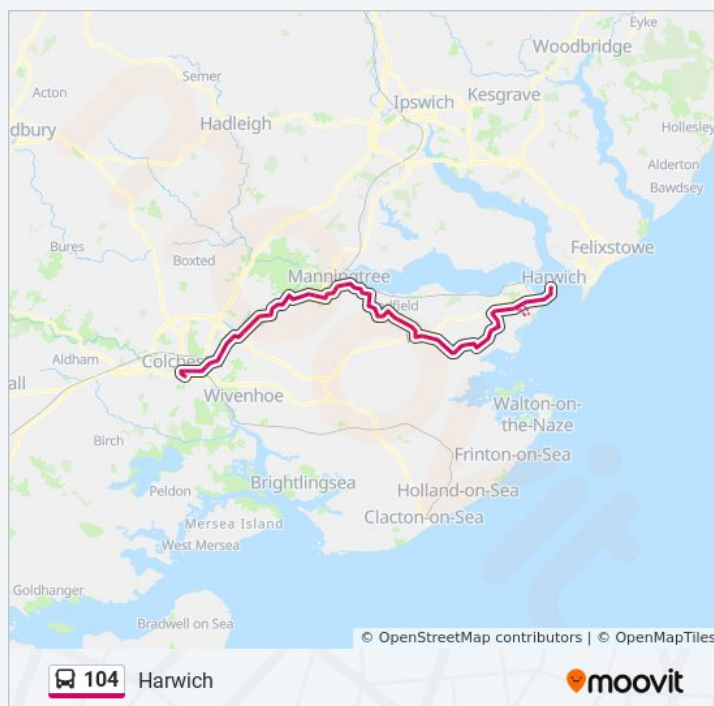 Eyke
Woodbridge
Semer
Acton
Kesgrave
Ipswich
Hadleigh
dbury
Hollesley
Alderton
Bawdsey
Bures
Boxted
Felixstowe
Manningtree
Harwich
dfield
Aldham
Colches
all
Wivenhoe
Walton-on-
the-Naze
Birch
Frinton-on-Sea
Brightlingsea
Peldon
Holland-on-Sea
Mersea Island
Clacton-on-Sea
West Mersea
Goldhanger
Bradwell on Sea
© OpenStreetMap contributors | © OpenMapTiles
104 Harwich
moovit